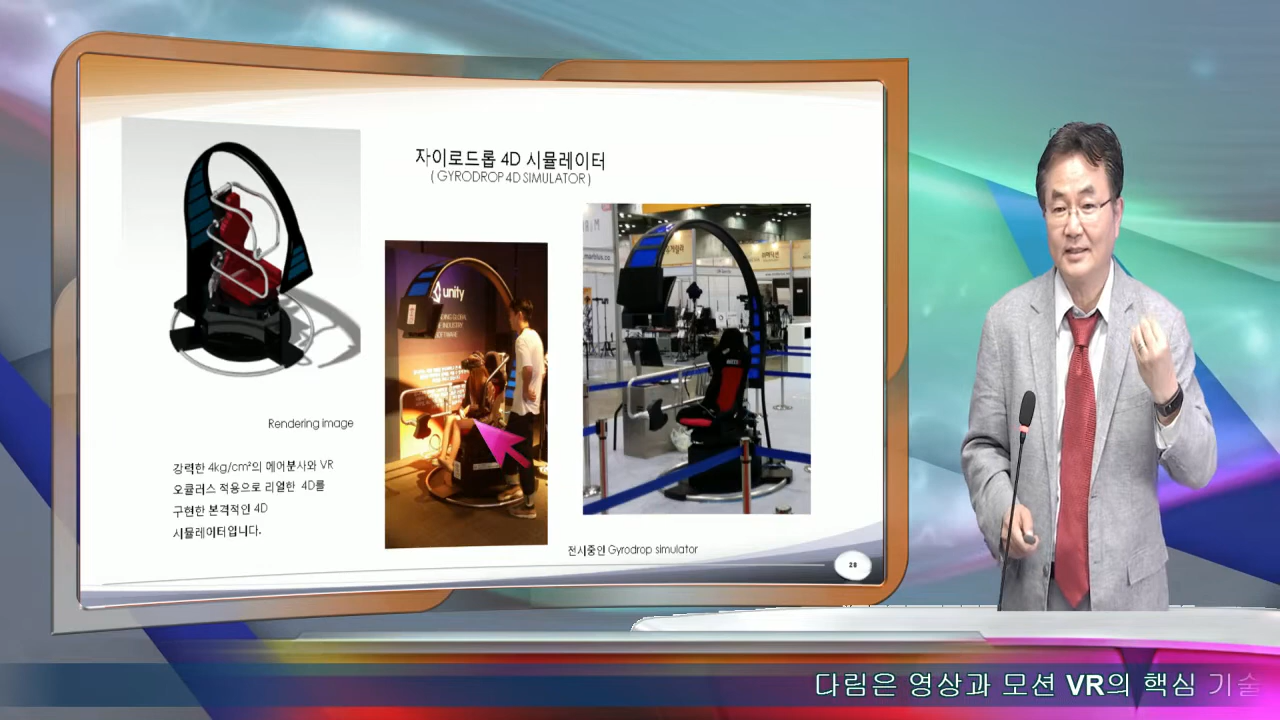 자이로드롭 4D 시뮬레이터
( GYRODROP 4D SIMULATOR )
unity
Rendering image
강력한 4kg/cm²의 에어분사와 VR
오큘러스 적용으로 리얼한 4D를
구현한 본격적인 4D
시뮬레이터입니다.
전시중인 Gyrodrop simulator
28
다림은 영상과 모션 VR의 핵심 기술